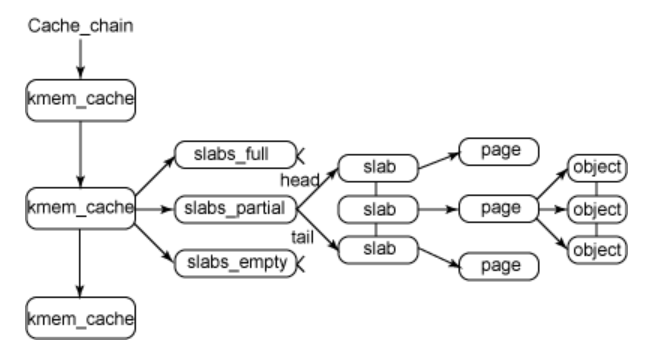 Cache_chain
kmem_cache
kmem_cache
kmem_cache
slabs_full
slabs_partial
slabs_empty
head
tail
slab
slab
slab
page
page
page
object
object
object